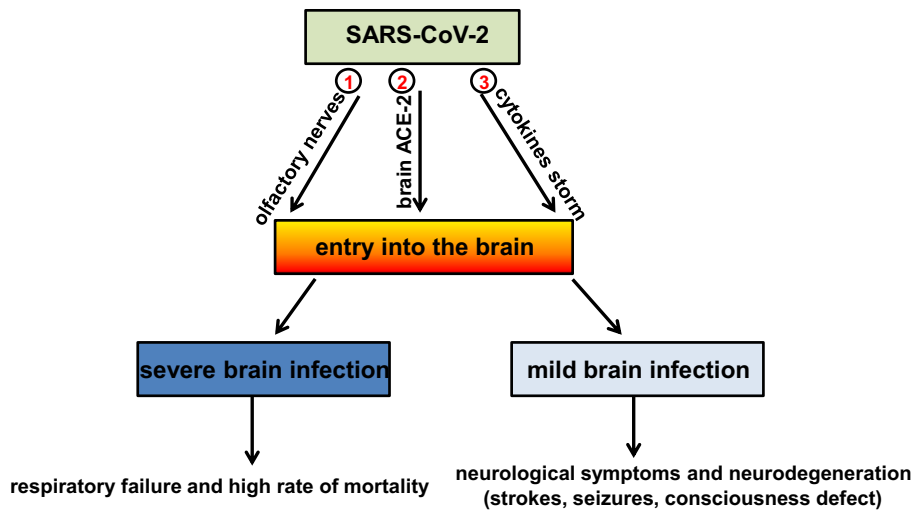 SARS-CoV-2
1
2
3
olfactory nerves
brain ACE-2
cytokines storm
entry into the brain
severe brain infection
mild brain infection
respiratory failure and high rate of mortality
neurological symptoms and neurodegeneration
(strokes, seizures, consciousness defect)